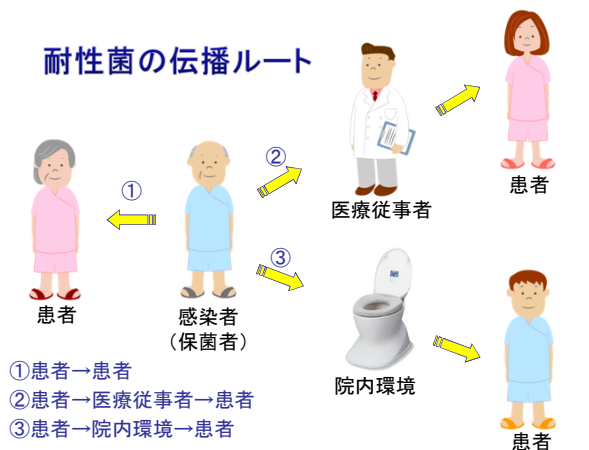 耐性菌の伝播ルート
②
患者
医療従事者
①
③
患者
感染者
（保菌者）
院内環境
患者
①患者→患者
②患者→医療従事者→患者
③患者→院内環境→患者